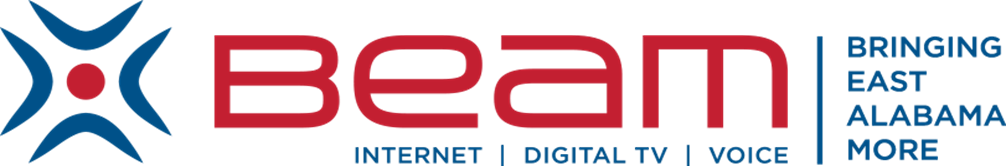 BEAM
INTERNET | DIGITAL TV | VOICE
BRINGING
EAST
ALABAMA
MORE